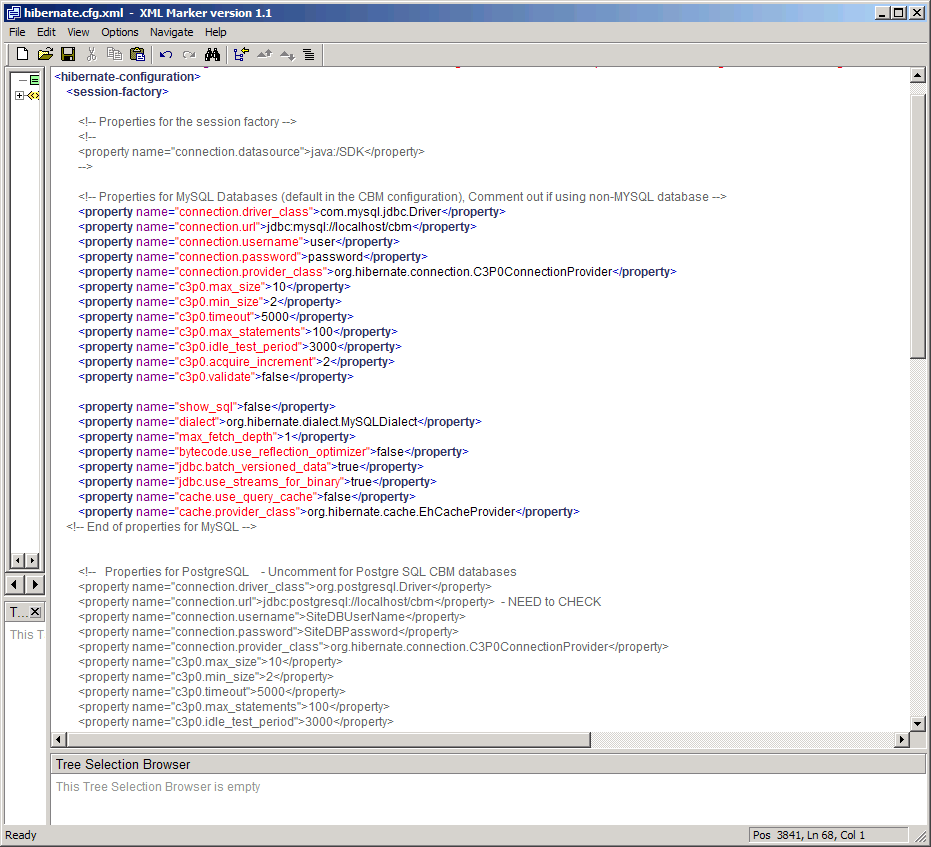 hibernate.cfg.xml - XML Marker version 1.1
File Edit View Options Navigate Help
<hibernate-configuration>
<session-factory>
<!-- Properties for the session factory -->
<!--
<property name="connection.datasource">java:/SDK</property>
-->
<!-- Properties for MySQL Databases (default in the CBM configuration), Comment out if using non-MYSQL database -->
<property name="connection.driver_class">com.mysql.jdbc.Driver</property>
<property name="connection.url">jdbc:mysql://localhost/cbm</property>
<property name="connection.username">user</property>
<property name="connection.password">password</property>
<property name="connection.provider_class">org.hibernate.connection.C3P0ConnectionProvider</property>
<property name="c3p0.max_size">10</property>
<property name="c3p0.min_size">2</property>
<property name="c3p0.timeout">5000</property>
<property name="c3p0.max_statements">100</property>
<property name="c3p0.idle_test_period">3000</property>
<property name="c3p0.acquire_increment">2</property>
<property name="c3p0.validate">false</property>
<property name="show_sql">false</property>
<property name="dialect">org.hibernate.dialect.MySQLDialect</property>
<property name="max_fetch_depth">1</property>
<property name="bytecode.use_reflection_optimizer">false</property>
<property name="jdbc.batch_versioned_data">true</property>
<property name="jdbc.use_streams_for_binary">true</property>
<property name="cache.use_query_cache">false</property>
<property name="cache.provider_class">org.hibernate.cache.EhCacheProvider</property>
<!-- End of properties for MySQL -->
<!-- Properties for PostgreSQL - Uncomment for Postgre SQL CBM databases
<property name="connection.driver_class">org.postgresql.Driver</property>
<property name="connection.url">jdbc:postgresql://localhost/cbm</property> - NEED to CHECK
<property name="connection.username">SiteDBUserName</property>
<property name="connection.password">SiteDBPassword</property>
<property name="connection.provider_class">org.hibernate.connection.C3P0ConnectionProvider</property>
<property name="c3p0.max_size">10</property>
<property name="c3p0.min_size">2</property>
<property name="c3p0.timeout">5000</property>
<property name="c3p0.max_statements">100</property>
<property name="c3p0.idle_test_period">3000</property>
T...
This T
Tree Selection Browser
This Tree Selection Browser is empty
Ready
Pos 3841, Ln 68, Col 1